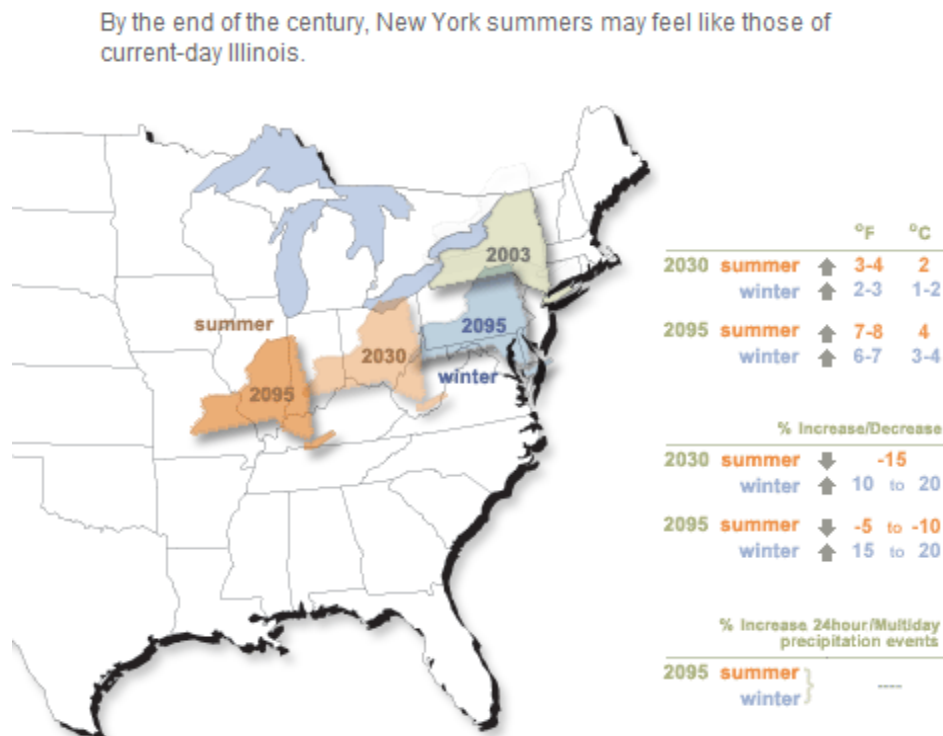 By the end of the century, New York summers may feel like those of
current-day Illinois.
2003
summer
2095
2030
2095
winter
°F °C
2030 summer 3-4 2
winter 2-3 1-2
2095 summer 7-8 4
winter 6-7 3-4
% Increase/Decrease
2030 summer -15
winter 10 to 20
2095 summer -5 to -10
winter 15 to 20
% Increase 24hour/Multiday
precipitation events
2095 summer
winter
----